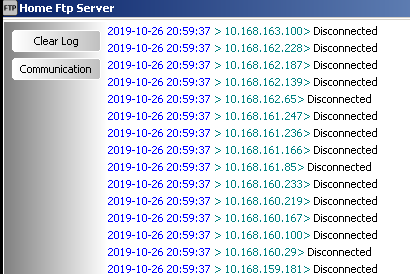 FTP Home Ftp Server
Clear Log
Communication
2019-10-26 20:59:37 > 10.168.163.100> Disconnected
2019-10-26 20:59:37 > 10.168.162.228> Disconnected
2019-10-26 20:59:37 > 10.168.162.187> Disconnected
2019-10-26 20:59:37 > 10.168.162.139> Disconnected
2019-10-26 20:59:37 > 10.168.162.65> Disconnected
2019-10-26 20:59:37 > 10.168.161.247> Disconnected
2019-10-26 20:59:37 > 10.168.161.236> Disconnected
2019-10-26 20:59:37 > 10.168.161.166> Disconnected
2019-10-26 20:59:37 > 10.168.161.85> Disconnected
2019-10-26 20:59:37 > 10.168.160.233> Disconnected
2019-10-26 20:59:37 > 10.168.160.219> Disconnected
2019-10-26 20:59:37 > 10.168.160.167> Disconnected
2019-10-26 20:59:37 > 10.168.160.100> Disconnected
2019-10-26 20:59:37 > 10.168.160.29> Disconnected
2019-10-26 20:59:37 > 10.168.159.181> Disconnected